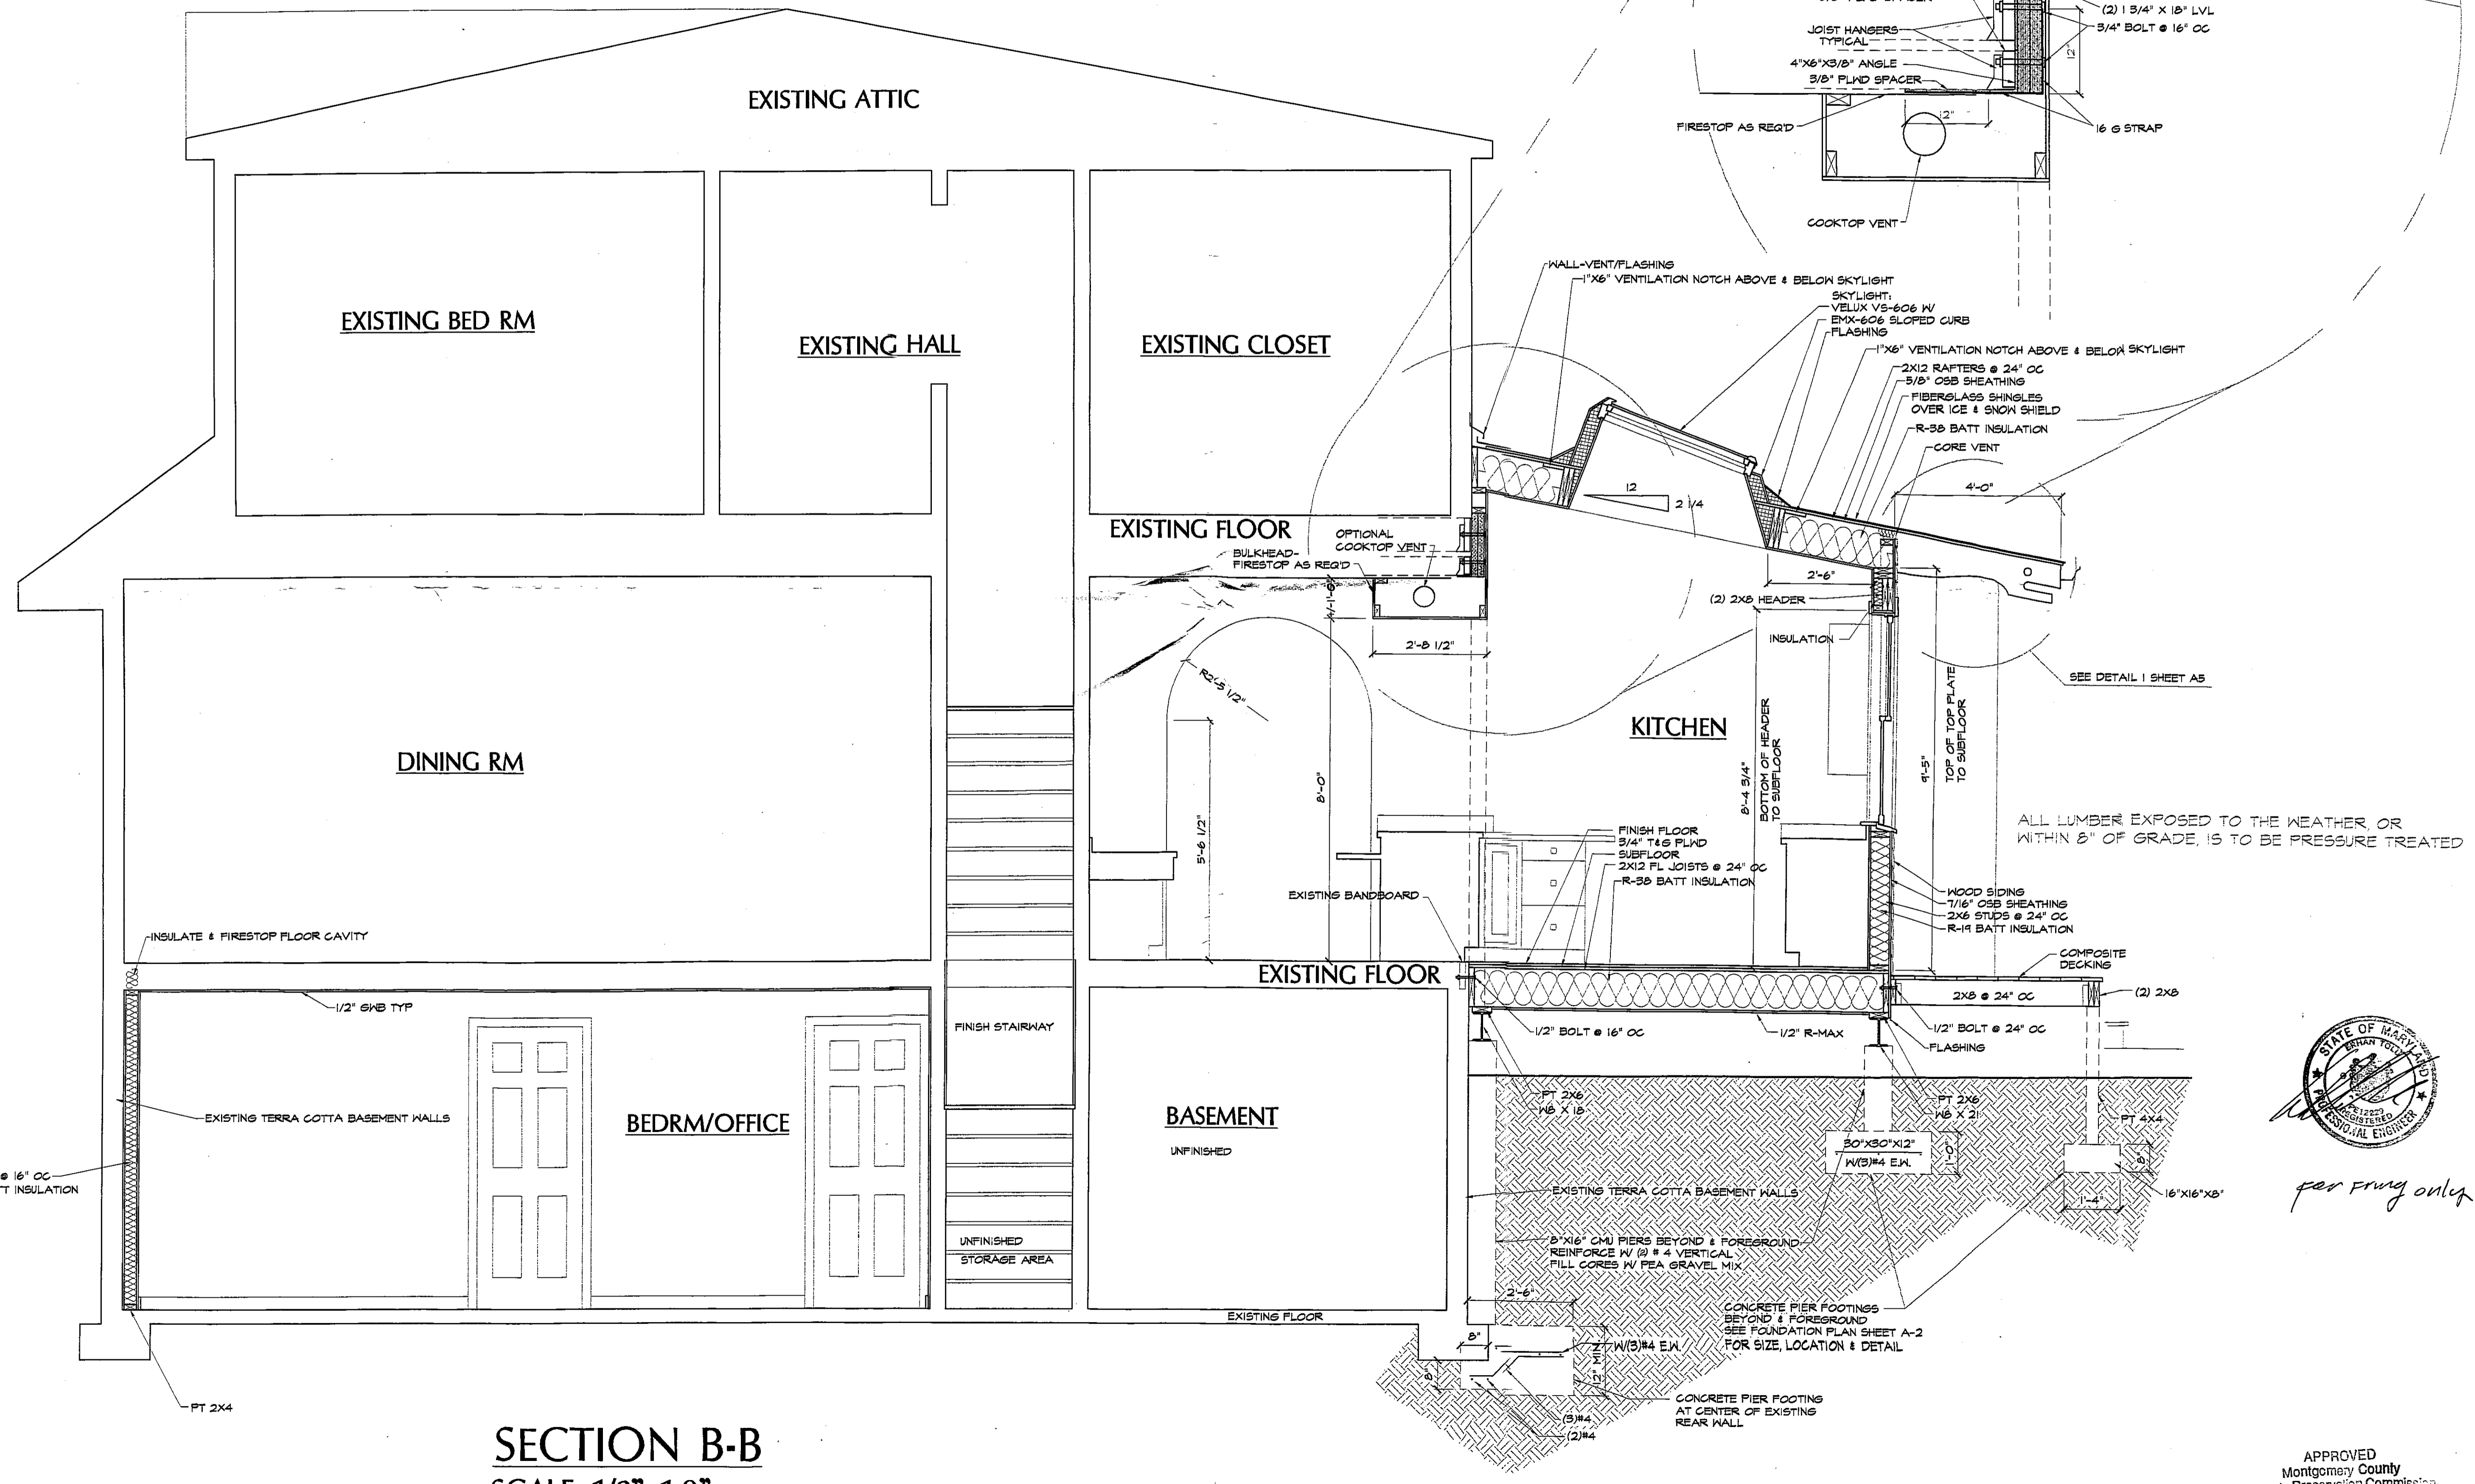 (2) 1 3/4" X 18" LVL
3/4" BOLT @ 16" OC
JOIST HANGERS
TYPICAL
12"
4"X6"X3/8" ANGLE
3/8" PLWD SPACER
FIRESTOP AS REQ'D
12"
16 G STRAP
COOKTOP VENT
EXISTING ATTIC
EXISTING BED RM
EXISTING HALL
EXISTING CLOSET
WALL-VENT/FLASHING
1"X6" VENTILATION NOTCH ABOVE & BELOW SKYLIGHT
SKYLIGHT:
VELUX VS-606 W/
EMX-606 SLOPED CURB
FLASHING
1"X6" VENTILATION NOTCH ABOVE & BELOW SKYLIGHT
2X12 RAFTERS @ 24" OC
5/8" OSB SHEATHING
FIBERGLASS SHINGLES
OVER ICE & SNOW SHIELD
R-38 BATT INSULATION
CORE VENT
4'-0"
12
2 1/4
EXISTING FLOOR
OPTIONAL
COOKTOP VENT
BULKHEAD-
FIRESTOP AS REQ'D
2'-6"
(2) 2X8 HEADER
INSULATION
2'-8 1/2"
R2'-5 1/2"
SEE DETAIL 1 SHEET A5
DINING RM
KITCHEN
5'-6 1/2"
8'-0"
8'-4 3/4"
BOTTOM OF HEADER
TO SUBFLOOR
9'-5"
TOP OF TOP PLATE
TO SUBFLOOR
ALL LUMBER EXPOSED TO THE WEATHER, OR
WITHIN 8" OF GRADE, IS TO BE PRESSURE TREATED
FINISH FLOOR
3/4" T&G PLWD
SUBFLOOR
2X12 FL JOISTS @ 24" OC
R-38 BATT INSULATION
EXISTING BANDBOARD
WOOD SIDING
7/16" OSB SHEATHING
2X6 STUDS @ 24" OC
R-19 BATT INSULATION
INSULATE & FIRESTOP FLOOR CAVITY
COMPOSITE
DECKING
EXISTING FLOOR
1/2" GWB TYP
2X8 @ 24" OC
(2) 2X8
FINISH STAIRWAY
1/2" BOLT @ 16" OC
1/2" R-MAX
1/2" BOLT @ 24" OC
FLASHING
STATE OF MARYLAND
REGISTERED
PROFESSIONAL ENGINEER
EXISTING TERRA COTTA BASEMENT WALLS
BEDRM/OFFICE
BASEMENT
UNFINISHED
PT 2X6
W8 X 18
PT 2X6
W8 X 21
PT 4X4
30"X30"X12"
W/(3)#4 E.W.
1'-0"
8"
@ 16" OC
T INSULATION
EXISTING TERRA COTTA BASEMENT WALLS
1'-4"
16"X16"X8"
only
UNFINISHED
STORAGE AREA
8"X16" CMU PIERS BEYOND & FOREGROUND
REINFORCE W/ (2) # 4 VERTICAL
FILL CORES W/ PEA GRAVEL MIX
2'-6"
EXISTING FLOOR
CONCRETE PIER FOOTINGS
BEYOND & FOREGROUND
SEE FOUNDATION PLAN SHEET A-2
FOR SIZE, LOCATION & DETAIL
8"
W/(3)#4 E.W.
8"
12" MIN
PT 2X4
CONCRETE PIER FOOTING
AT CENTER OF EXISTING
REAR WALL
(3)#4
(2)#4
SECTION B-B
APPROVED
Montgomery County